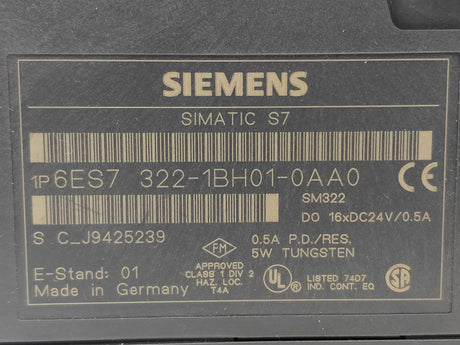 SIEMENS
SIMATIC S7
1P 6ES7 322-1BH01-0AA0
CE
SM322
DO 16xDC24V/0.5A
S C_J9425239
FM
APPROVED
CLASS 1 DIV 2
HAZ. LOC.
T4A
0.5A P.D./RES.
5W TUNGSTEN
E-Stand: 01
Made in Germany
UL
LISTED 74D7
IND. CONT. EQ
SA